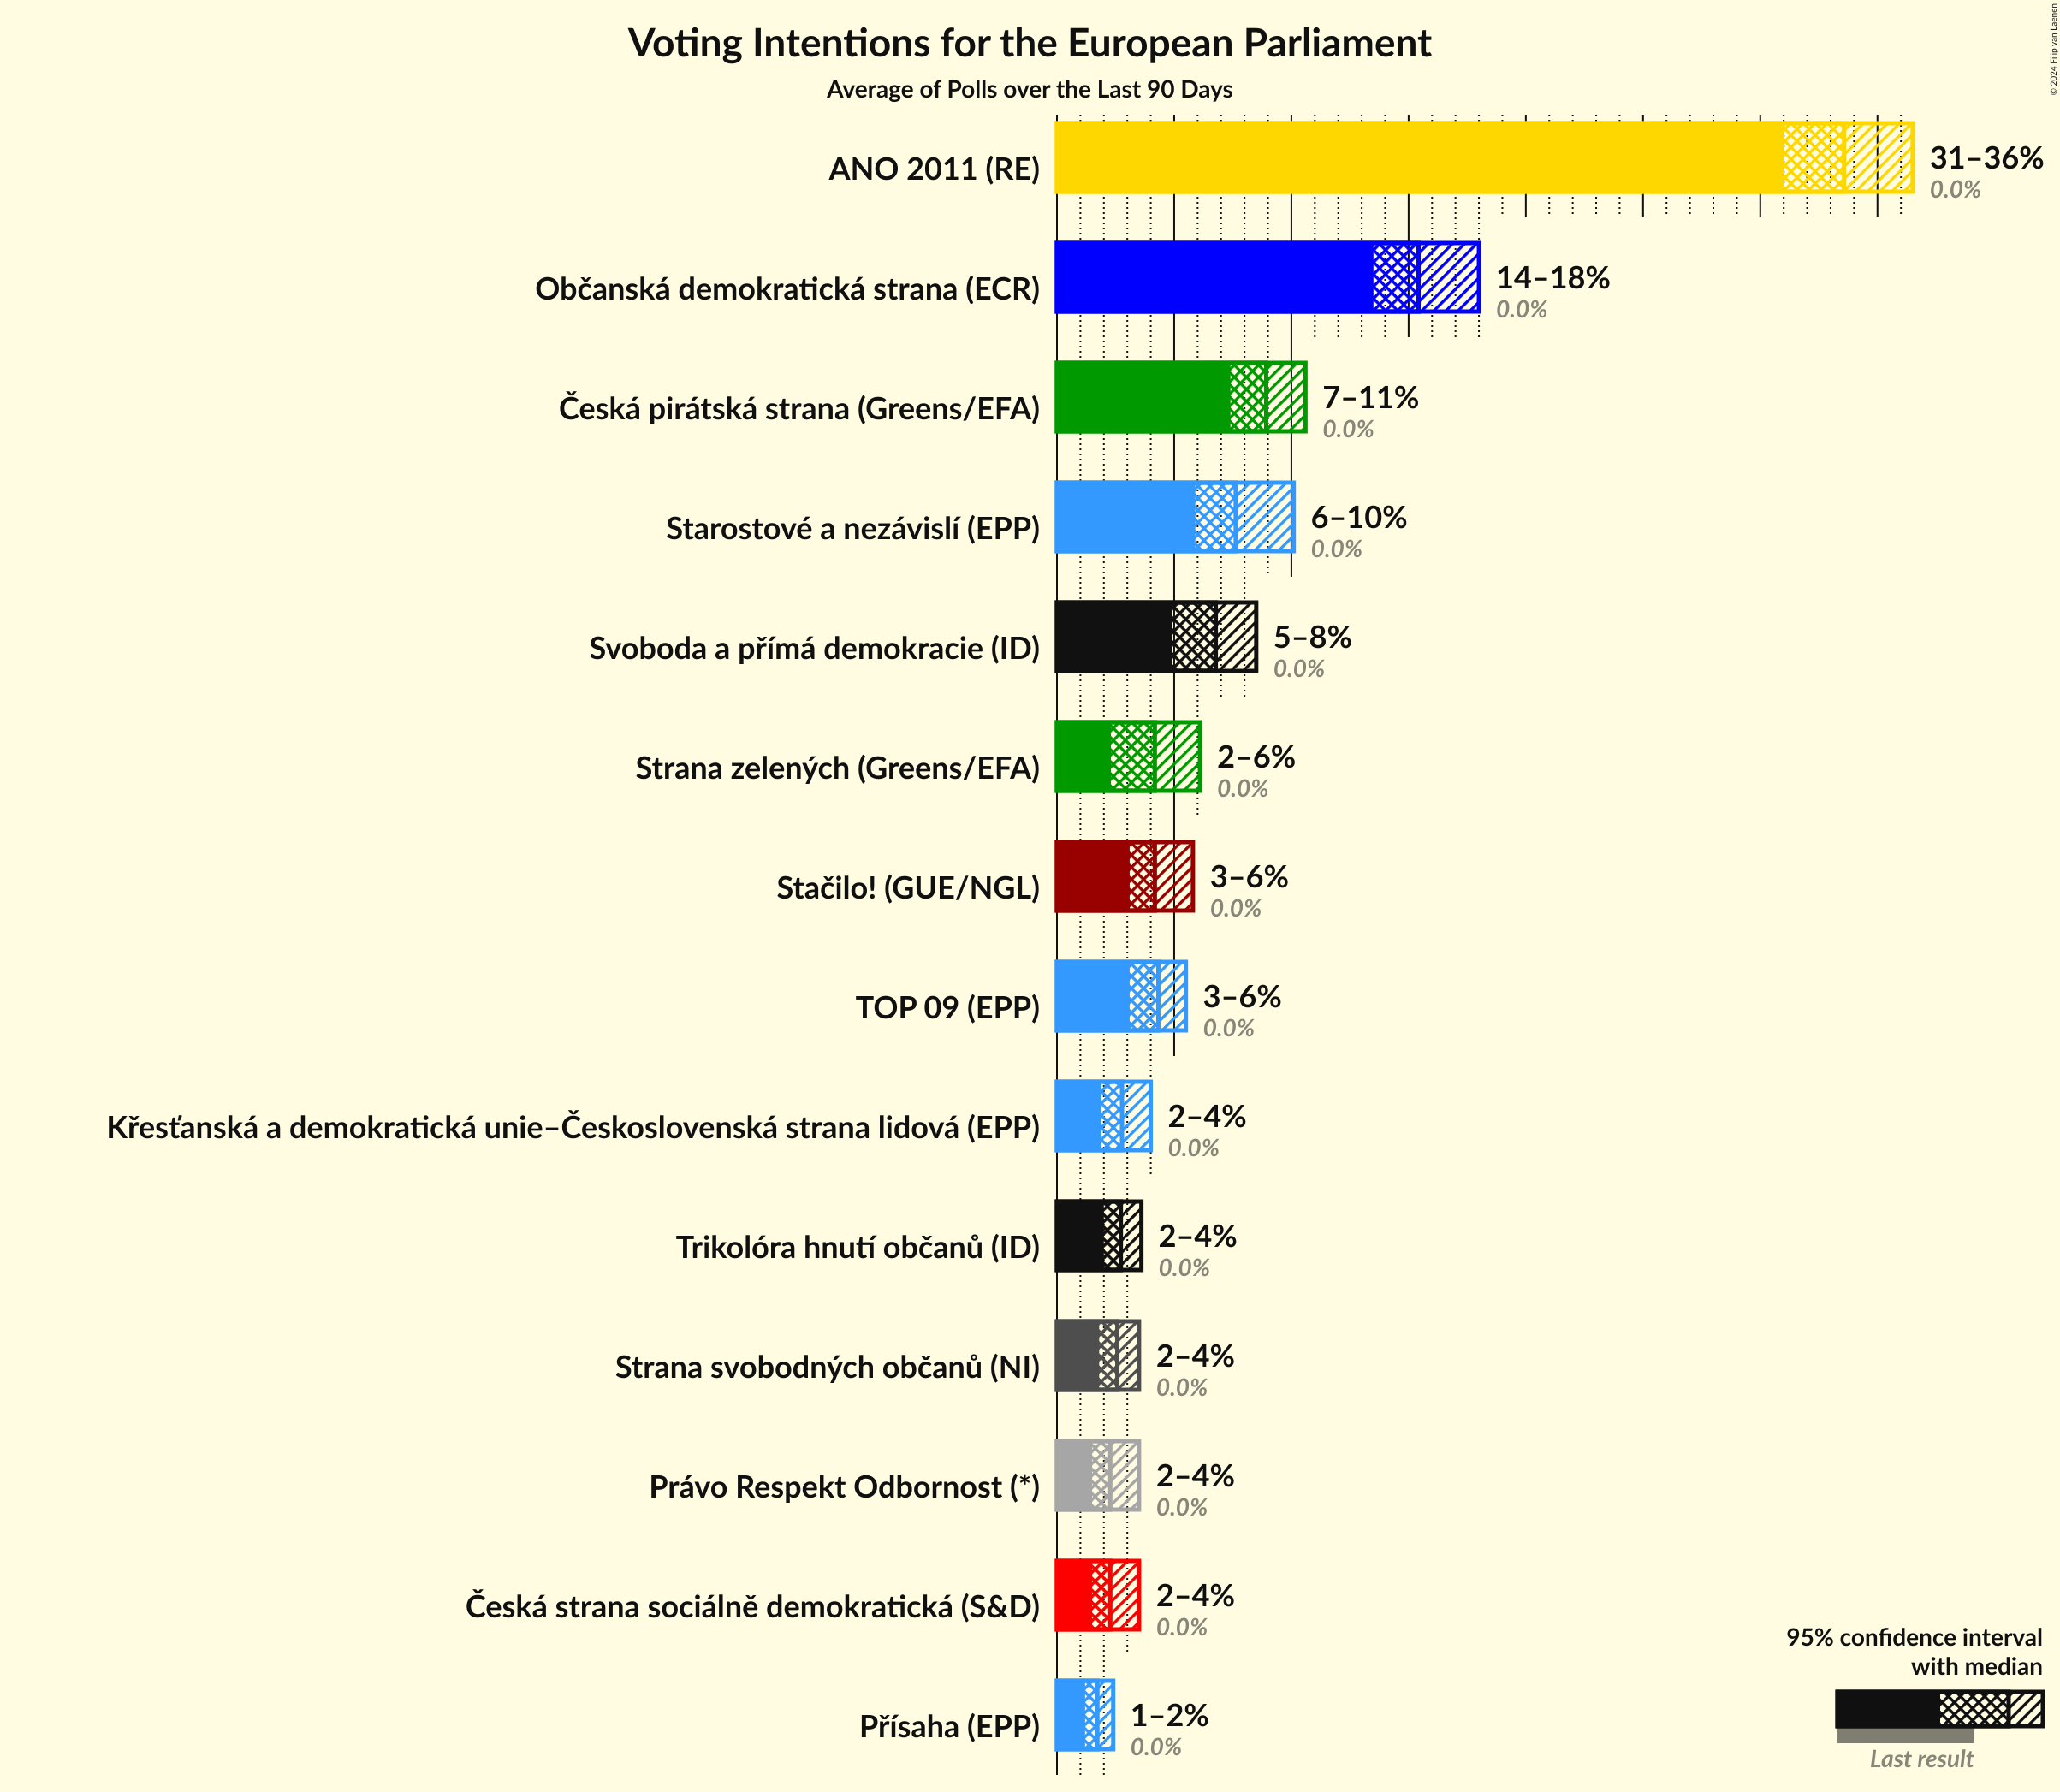 Voting Intentions for the European Parliament
Average of Polls over the Last 90 Days
© 2024 Filip van Laenen
ANO 2011 (RE)
31–36%
0.0%
Občanská demokratická strana (ECR)
14–18%
0.0%
Česká pirátská strana (Greens/EFA)
7–11%
0.0%
Starostové a nezávislí (EPP)
6–10%
0.0%
Svoboda a přímá demokracie (ID)
5–8%
0.0%
Strana zelených (Greens/EFA)
2–6%
0.0%
Stačilo! (GUE/NGL)
3–6%
0.0%
TOP 09 (EPP)
3–6%
0.0%
Křesťanská a demokratická unie–Československá strana lidová (EPP)
2–4%
0.0%
Trikolóra hnutí občanů (ID)
2–4%
0.0%
Strana svobodných občanů (NI)
2–4%
0.0%
Právo Respekt Odbornost (*)
2–4%
0.0%
Česká strana sociálně demokratická (S&D)
2–4%
0.0%
Přísaha (EPP)
1–2%
0.0%
95% confidence interval
with median
Last result